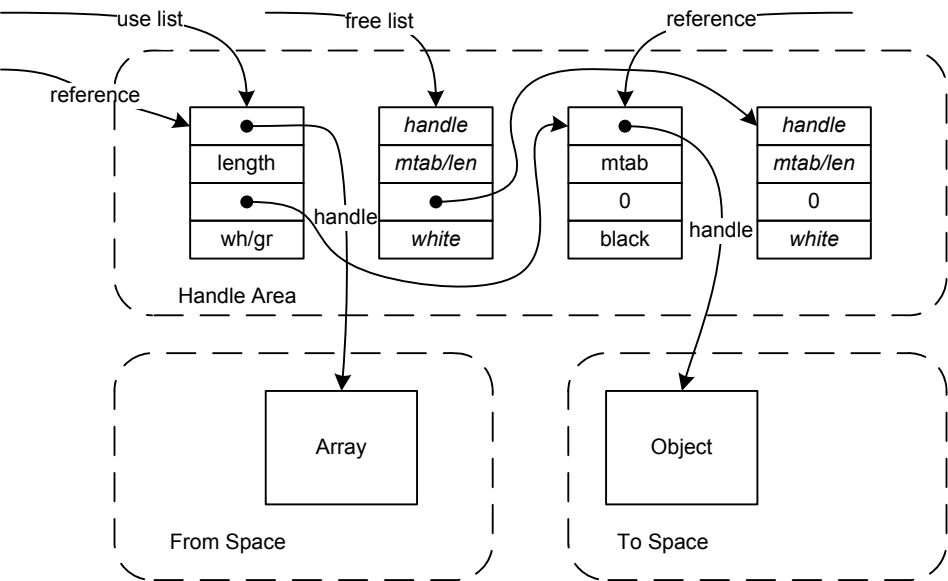 use list
free list
reference
reference
handle
length
wh/gr
handle
mtab/len
white
mtab
0
black
handle
mtab/len
0
white
handle
handle
Handle Area
Array
Object
From Space
To Space